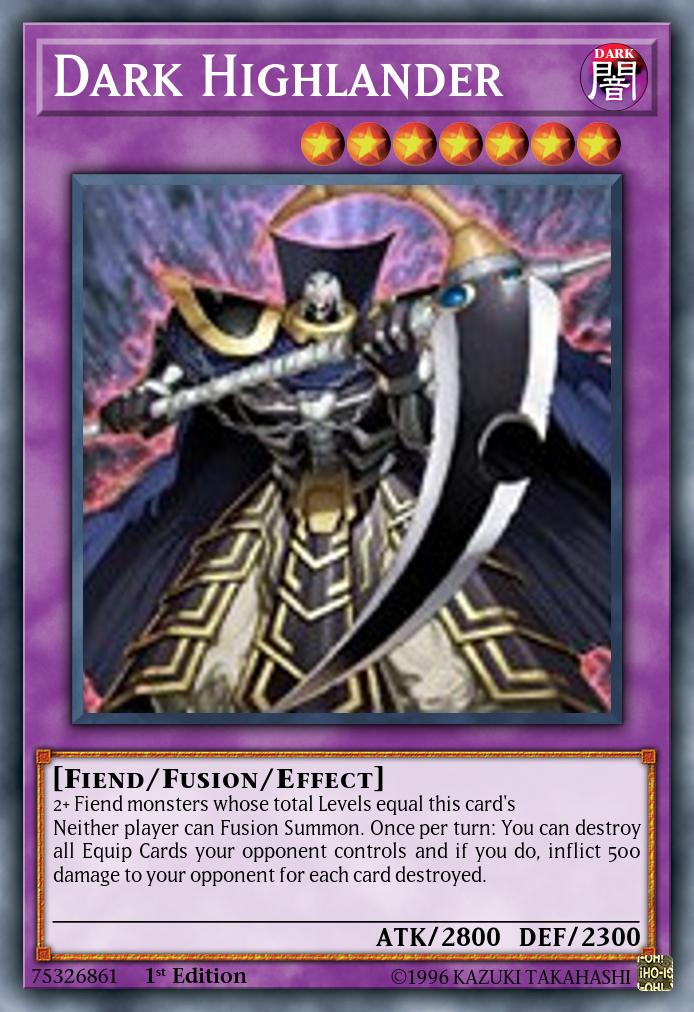 Dark Highlander
DARK
闇
[Fiend/Fusion/Effect]
2+ Fiend monsters whose total Levels equal this card's
Neither player can Fusion Summon. Once per turn: You can destroy
all Equip Cards your opponent controls and if you do, inflict 500
damage to your opponent for each card destroyed.
ATK/2800 DEF/2300
75326861 1st Edition ©1996 KAZUKI TAKAHASHI